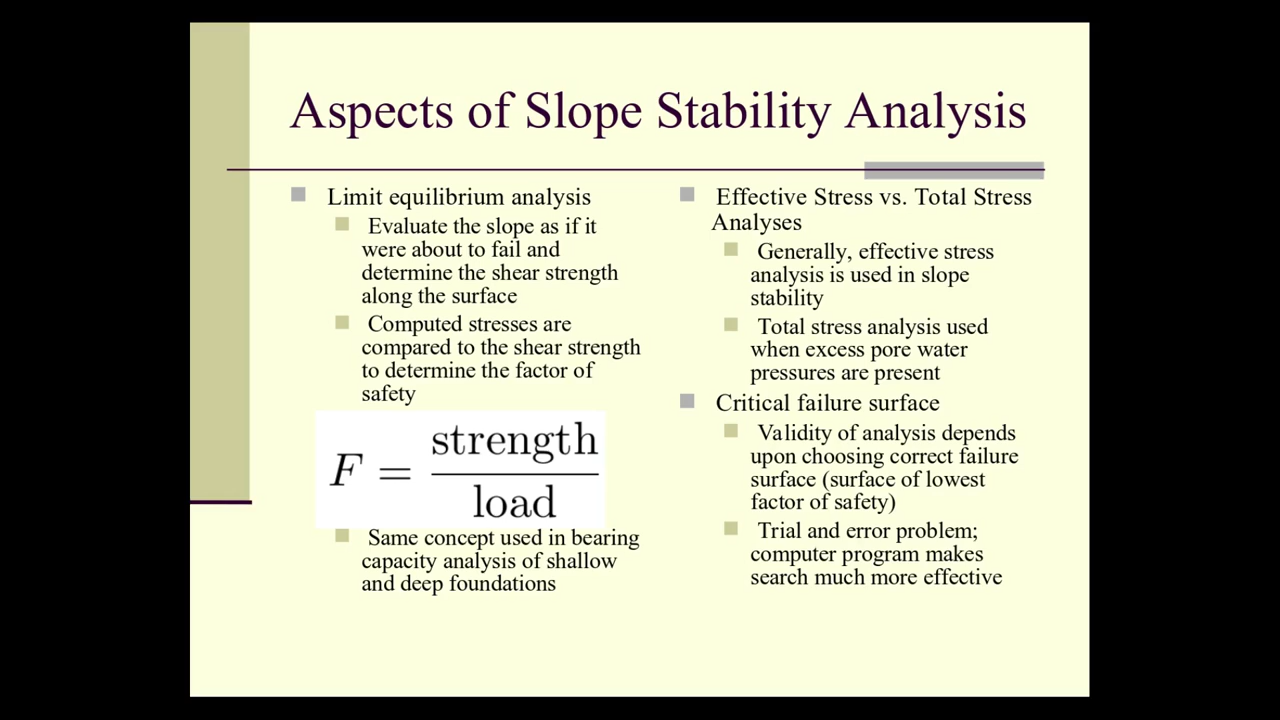 Aspects of Slope Stability Analysis
Limit equilibrium analysis
Evaluate the slope as if it
were about to fail and
determine the shear strength
along the surface
Computed stresses are
compared to the shear strength
to determine the factor of
safety
F = strength
load
Same concept used in bearing
capacity analysis of shallow
and deep foundations
Effective Stress vs. Total Stress
Analyses
Generally, effective stress
analysis is used in slope
stability
Total stress analysis used
when excess pore water
pressures are present
Critical failure surface
Validity of analysis depends
upon choosing correct failure
surface (surface of lowest
factor of safety)
Trial and error problem;
computer program makes
search much more effective